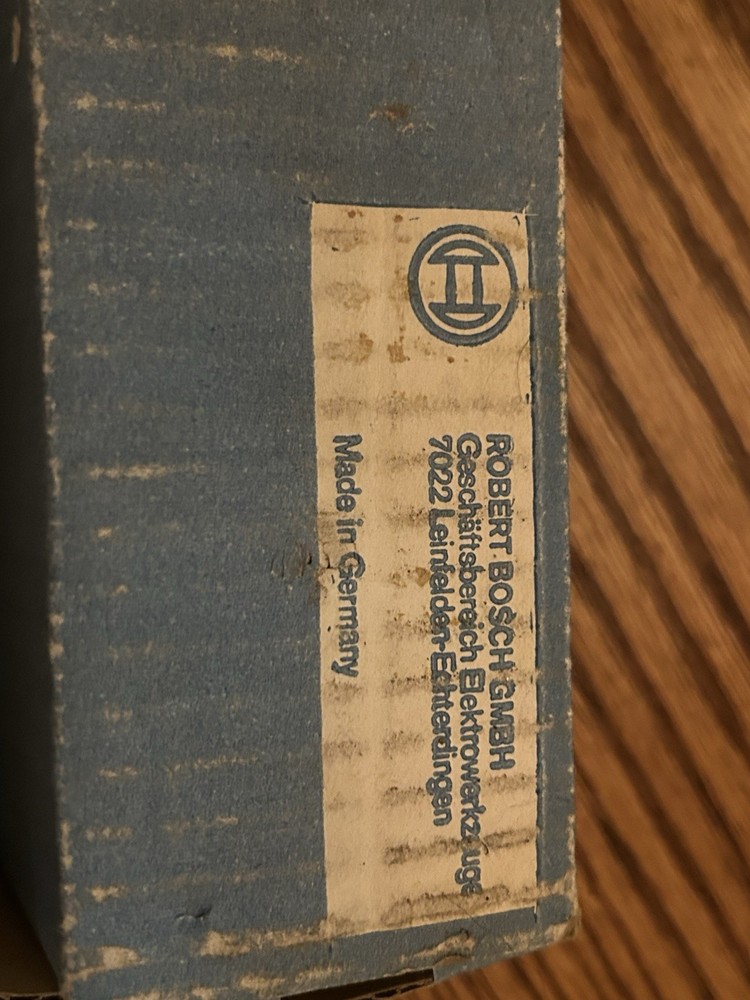 ROBERT BOSCH GMBH
Geschäftsbereich Elektrowerkzeuge
7022 Leinfelden-Echterdingen
Made in Germany